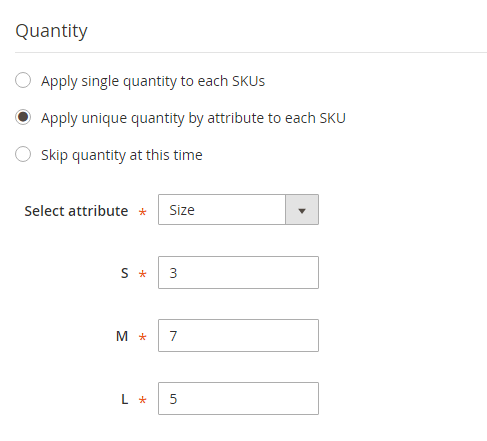 Quantity
Apply single quantity to each SKUs
Apply unique quantity by attribute to each SKU
Skip quantity at this time
Select attribute * Size
S * 3
M * 7
L * 5